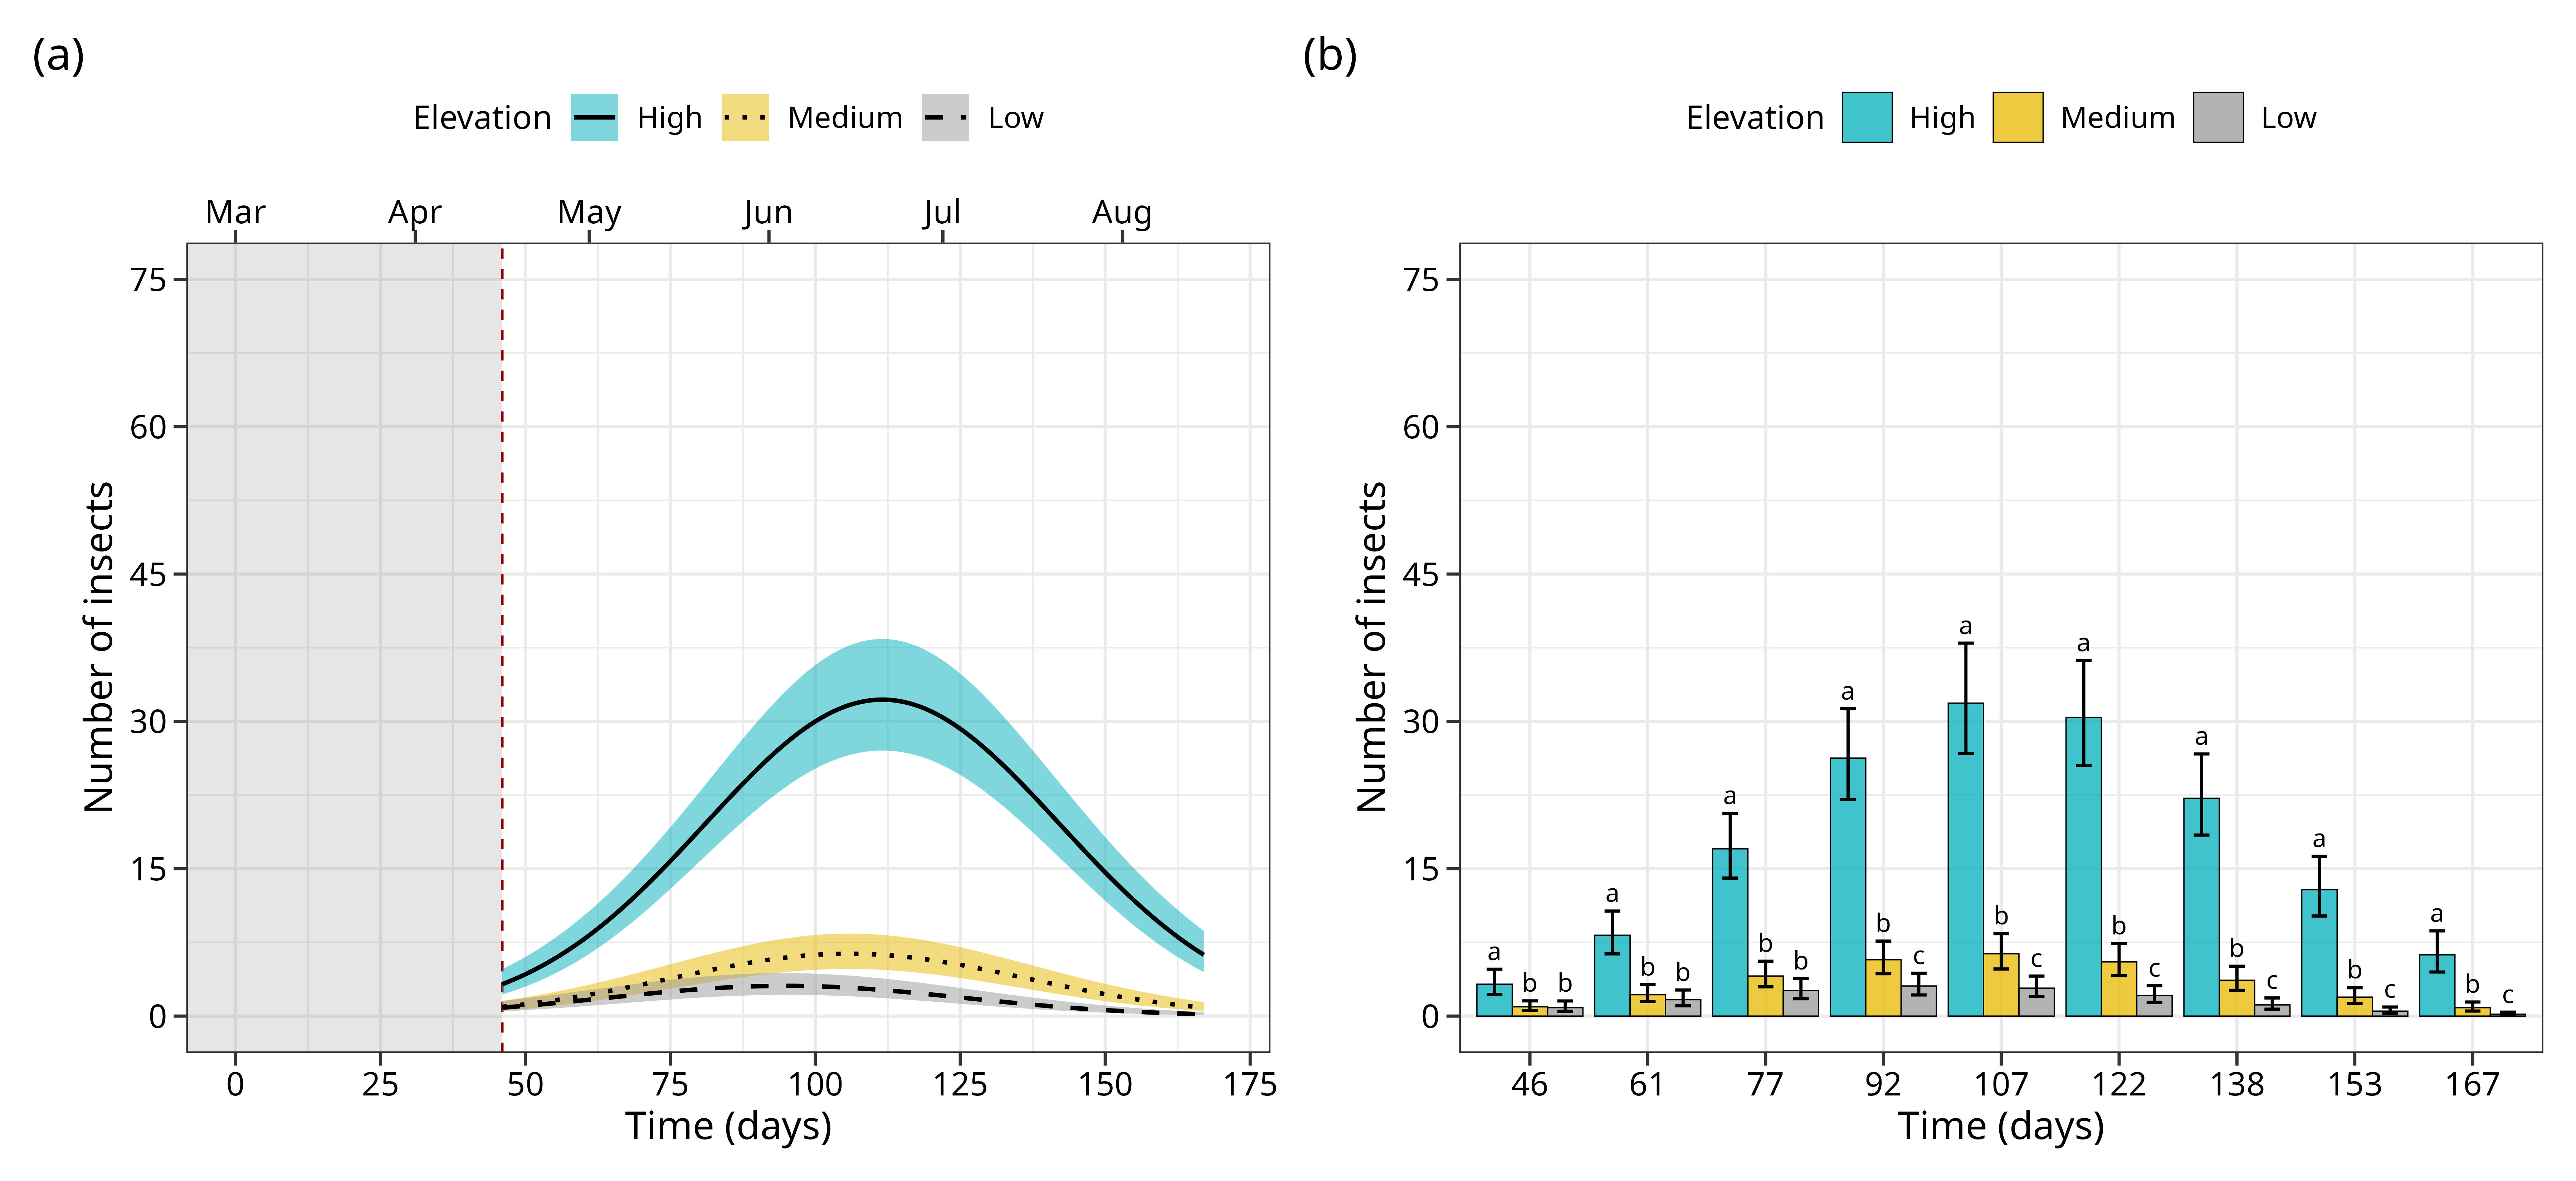 (a)
Elevation High Medium Low
Mar Apr May Jun Jul Aug
75
60
45
30
15
0
Number of insects
0 25 50 75 100 125 150 175
Time (days)
(b)
Elevation High Medium Low
75
60
45
30
15
0
Number of insects
a b b a b b a b b a b c a b c a b c a b c a b c a b c
46 61 77 92 107 122 138 153 167
Time (days)